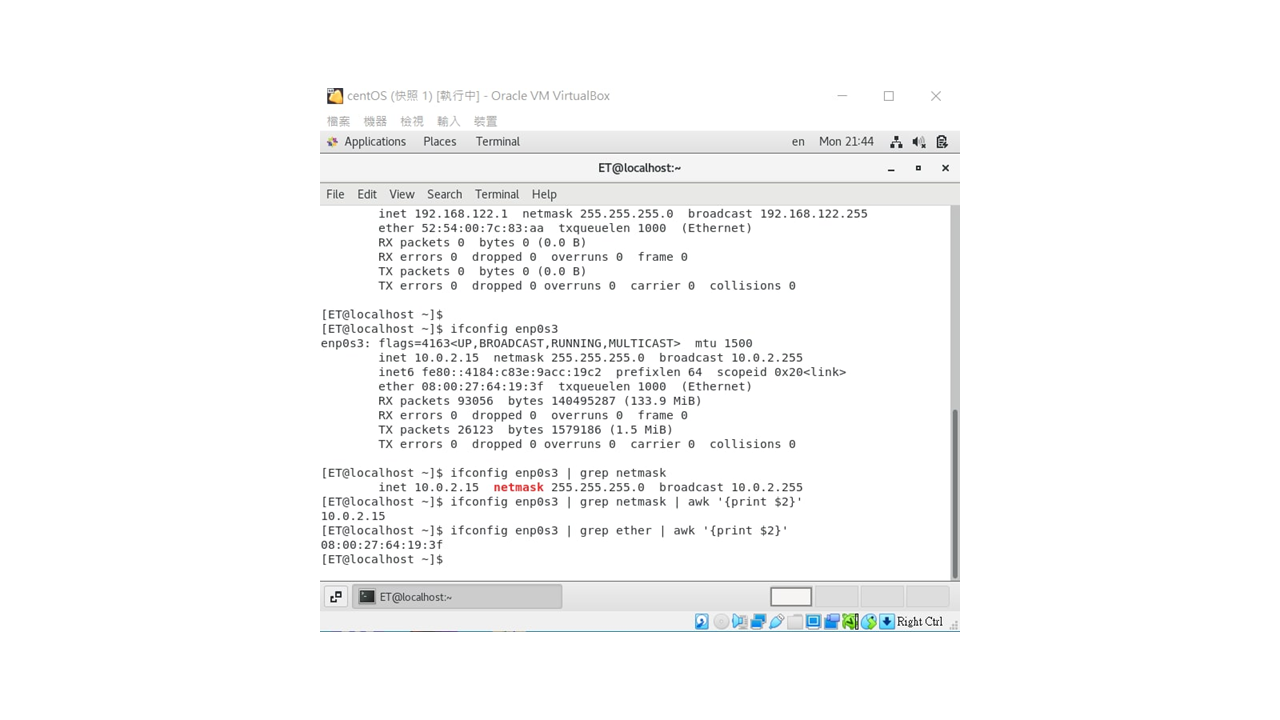 centOS (快照 1) [執行中] - Oracle VM VirtualBox
檔案 機器 檢視 輸入 裝置
Applications Places Terminal en Mon 21:44
ET@localhost:~
File Edit View Search Terminal Help
inet 192.168.122.1  netmask 255.255.255.0  broadcast 192.168.122.255
ether 52:54:00:7c:83:aa  txqueuelen 1000  (Ethernet)
RX packets 0  bytes 0 (0.0 B)
RX errors 0  dropped 0  overruns 0  frame 0
TX packets 0  bytes 0 (0.0 B)
TX errors 0  dropped 0 overruns 0  carrier 0  collisions 0
[ET@localhost ~]$
[ET@localhost ~]$ ifconfig enp0s3
enp0s3: flags=4163<UP,BROADCAST,RUNNING,MULTICAST>  mtu 1500
inet 10.0.2.15  netmask 255.255.255.0  broadcast 10.0.2.255
inet6 fe80::4184:c83e:9acc:19c2  prefixlen 64  scopeid 0x20<link>
ether 08:00:27:64:19:3f  txqueuelen 1000  (Ethernet)
RX packets 93056  bytes 140495287 (133.9 MiB)
RX errors 0  dropped 0  overruns 0  frame 0
TX packets 26123  bytes 1579186 (1.5 MiB)
TX errors 0  dropped 0 overruns 0  carrier 0  collisions 0
[ET@localhost ~]$ ifconfig enp0s3 | grep netmask
inet 10.0.2.15  netmask 255.255.255.0  broadcast 10.0.2.255
[ET@localhost ~]$ ifconfig enp0s3 | grep netmask | awk '{print $2}'
10.0.2.15
[ET@localhost ~]$ ifconfig enp0s3 | grep ether | awk '{print $2}'
08:00:27:64:19:3f
[ET@localhost ~]$
ET@localhost:~
Right Ctrl